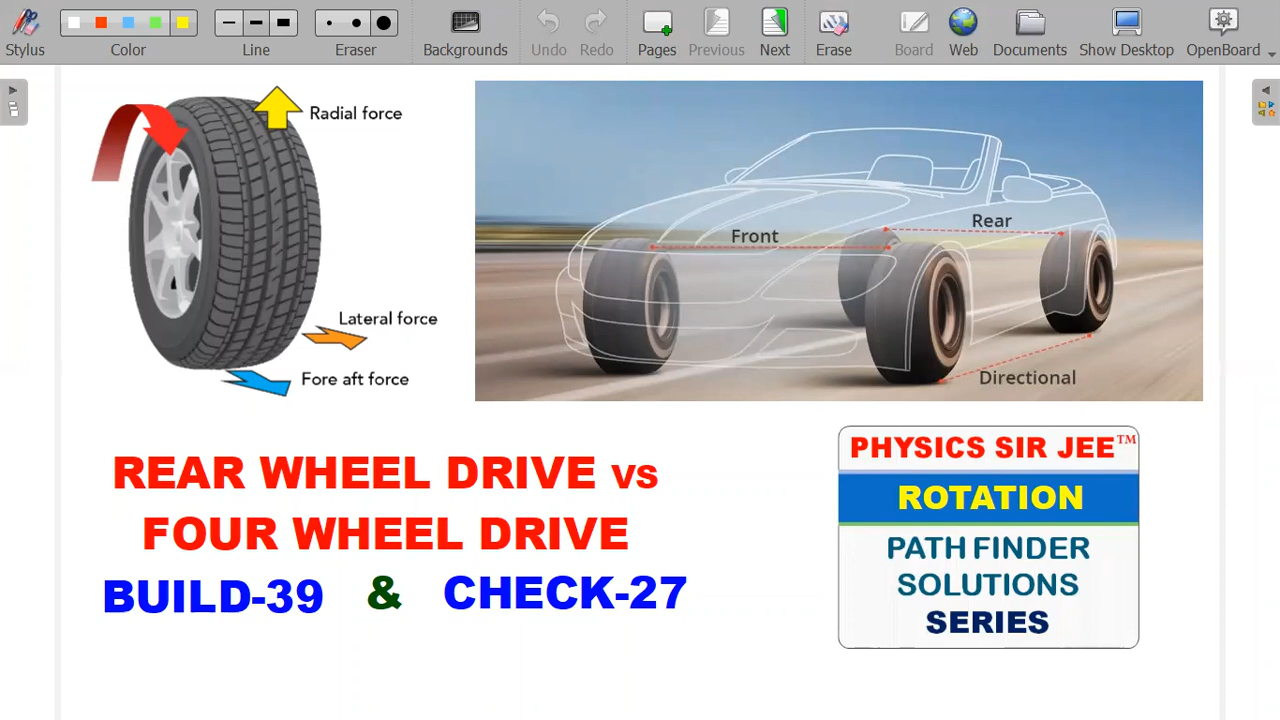 Stylus
Color
Line
Eraser
Backgrounds
Undo
Redo
Pages
Previous
Next
Erase
Board
Web
Documents
Show Desktop
OpenBoard
Radial force
Lateral force
Fore aft force
Front
Rear
Directional
REAR WHEEL DRIVE vs
FOUR WHEEL DRIVE
BUILD-39 & CHECK-27
PHYSICS SIR JEE™
ROTATION
PATH FINDER
SOLUTIONS
SERIES